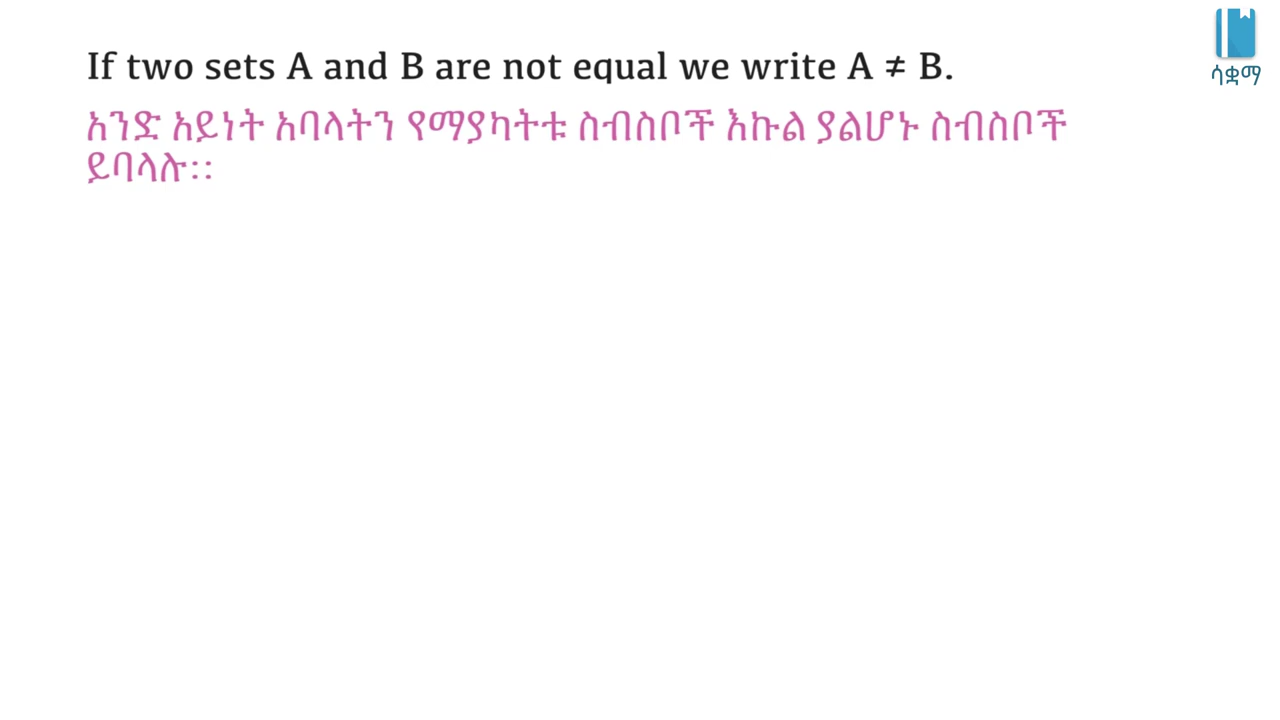 If two sets A and B are not equal we write A ≠ B.
አንድ አይነት አባላትን የማያካትቱ ስብስቦች እኩል ያልሆኑ ስብስቦች
ይባላሉ::
ሳቋማ